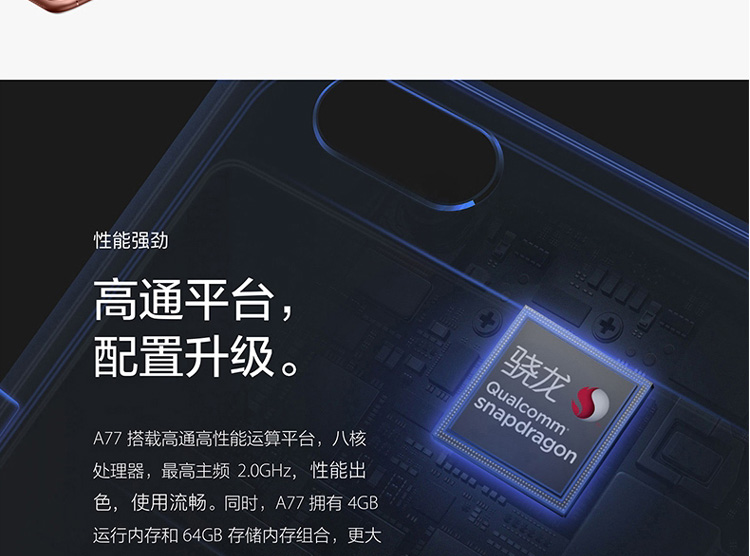 性能强劲
高通平台，
配置升级。
骁龙
Qualcomm
snapdragon
A77 搭载高通高性能运算平台，八核
处理器，最高主频 2.0GHz，性能出
色，使用流畅。同时，A77 拥有 4GB
运行内存和 64GB 存储内存组合，更大